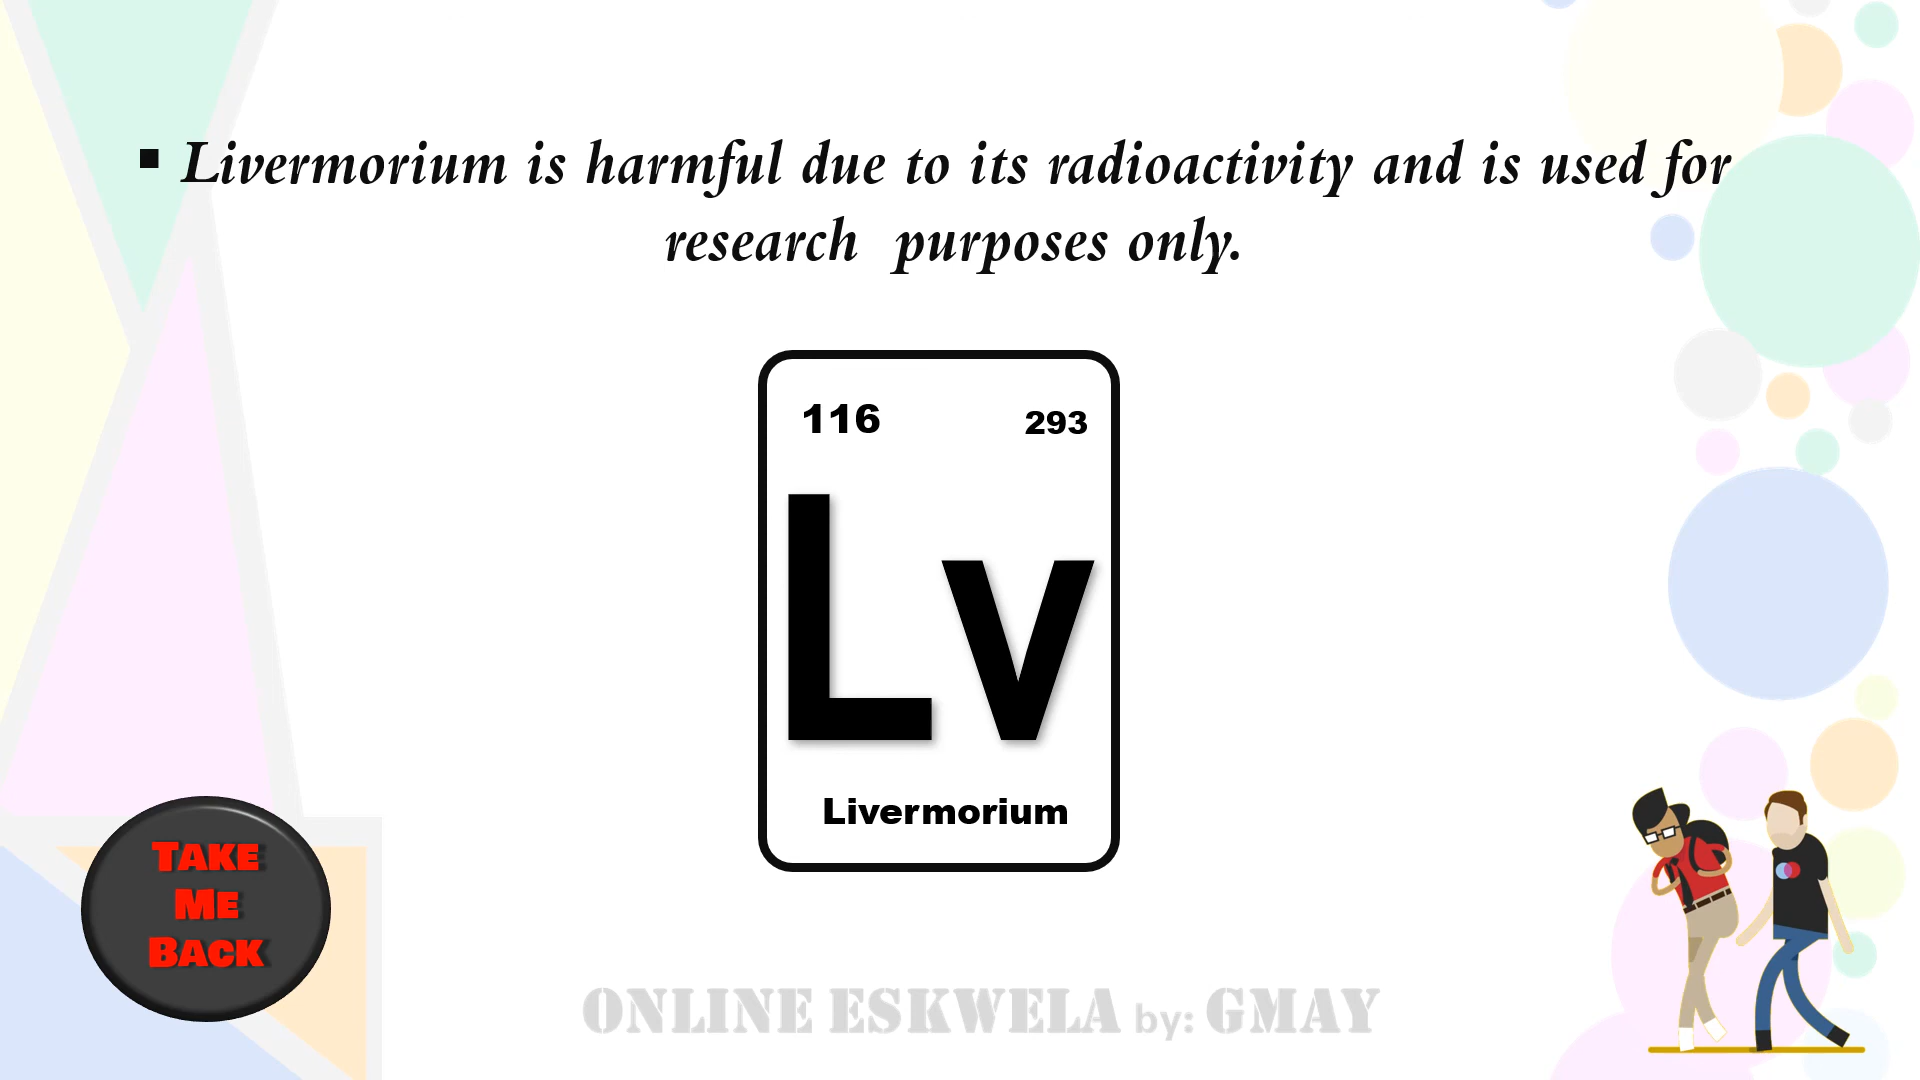 ▪ Livermorium is harmful due to its radioactivity and is used for
research purposes only.
116 293
Lv
Livermorium
TAKE
ME
BACK
ONLINE ESKWELA by: GMAY